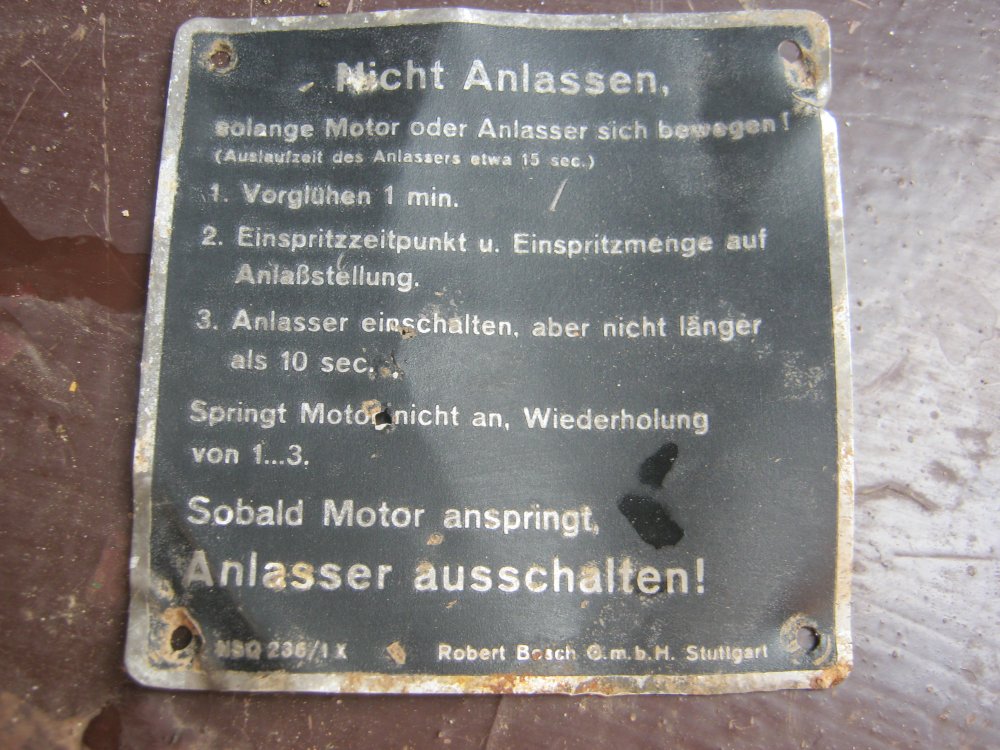 Nicht Anlassen,
solange Motor oder Anlasser sich bewegen!
(Auslaufzeit des Anlassers etwa 15 sec.)
1. Vorglühen 1 min.
2. Einspritzzeitpunkt u. Einspritzmenge auf
Anlaßstellung.
3. Anlasser einschalten, aber nicht länger
als 10 sec.
Springt Motor nicht an, Wiederholung
von 1...3.
Sobald Motor anspringt,
Anlasser ausschalten!
236/1 X Robert Bosch G.m.b.H. Stuttgart